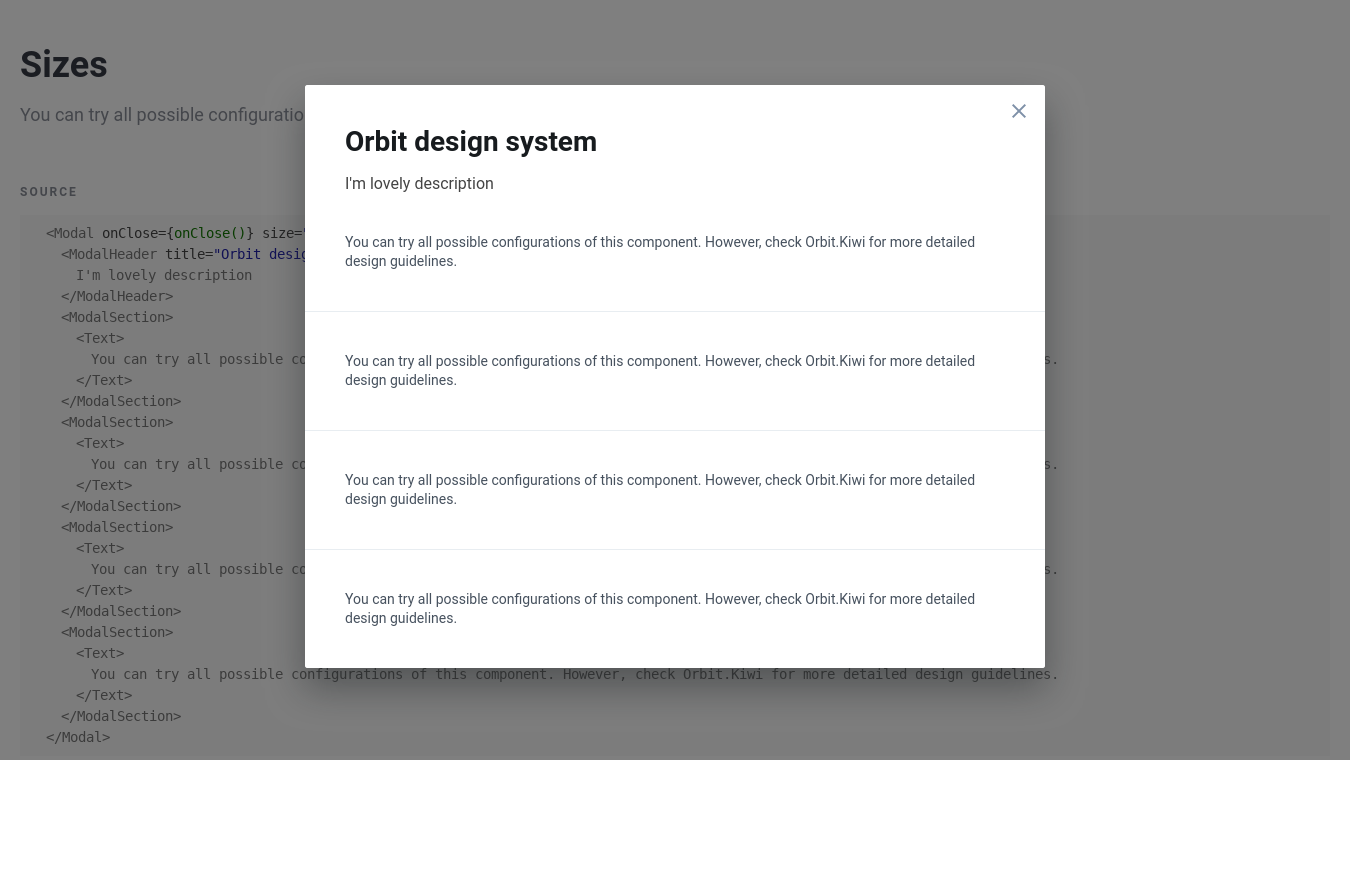 Sizes
You can try all possible configuratio
SOURCE
<Modal onClose={onClose()} size="
<ModalHeader title="Orbit desig
I'm lovely description
</ModalHeader>
<ModalSection>
<Text>
You can try all possible co s.
</Text>
</ModalSection>
<ModalSection>
<Text>
You can try all possible co s.
</Text>
</ModalSection>
<ModalSection>
<Text>
You can try all possible co s.
</Text>
</ModalSection>
<ModalSection>
<Text>
You can try all possible configurations of this component. However, check Orbit.Kiwi for more detailed design guidelines.
</Text>
</ModalSection>
</Modal>
Orbit design system
I'm lovely description
You can try all possible configurations of this component. However, check Orbit.Kiwi for more detailed
design guidelines.
You can try all possible configurations of this component. However, check Orbit.Kiwi for more detailed
design guidelines.
You can try all possible configurations of this component. However, check Orbit.Kiwi for more detailed
design guidelines.
You can try all possible configurations of this component. However, check Orbit.Kiwi for more detailed
design guidelines.